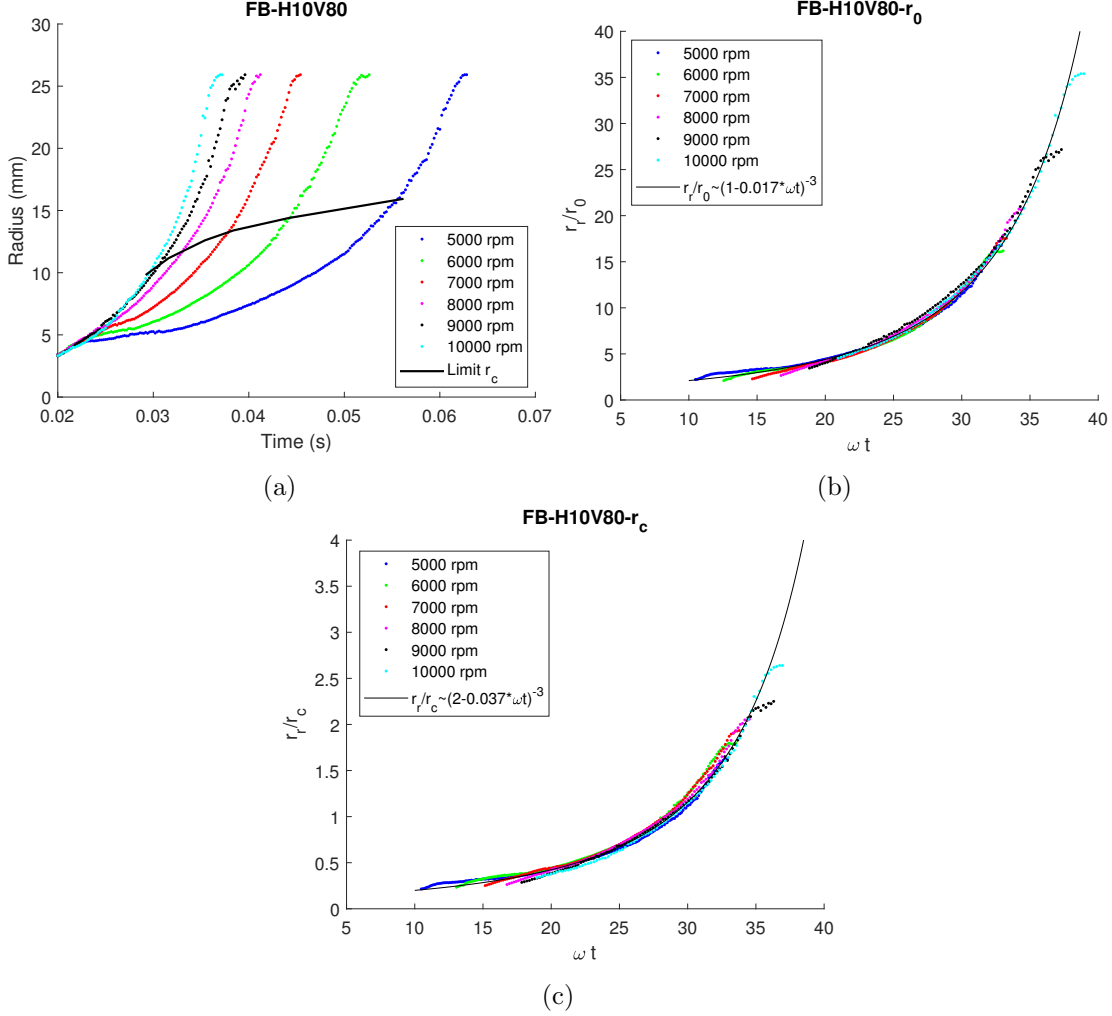 FB-H10V80
Radius (mm)
30
25
20
15
10
5
0
0.02 0.03 0.04 0.05 0.06 0.07
Time (s)
5000 rpm
6000 rpm
7000 rpm
8000 rpm
9000 rpm
10000 rpm
Limit r_c
(a)
FB-H10V80-r_0
r_r/r_0
40
35
30
25
20
15
10
5
0
5 10 15 20 25 30 35 40
ω t
5000 rpm
6000 rpm
7000 rpm
8000 rpm
9000 rpm
10000 rpm
r_r/r_0~(1-0.017*ωt)^-3
(b)
FB-H10V80-r_c
r_r/r_c
4
3.5
3
2.5
2
1.5
1
0.5
0
5 10 15 20 25 30 35 40
ω t
5000 rpm
6000 rpm
7000 rpm
8000 rpm
9000 rpm
10000 rpm
r_r/r_c~(2-0.037*ωt)^-3
(c)